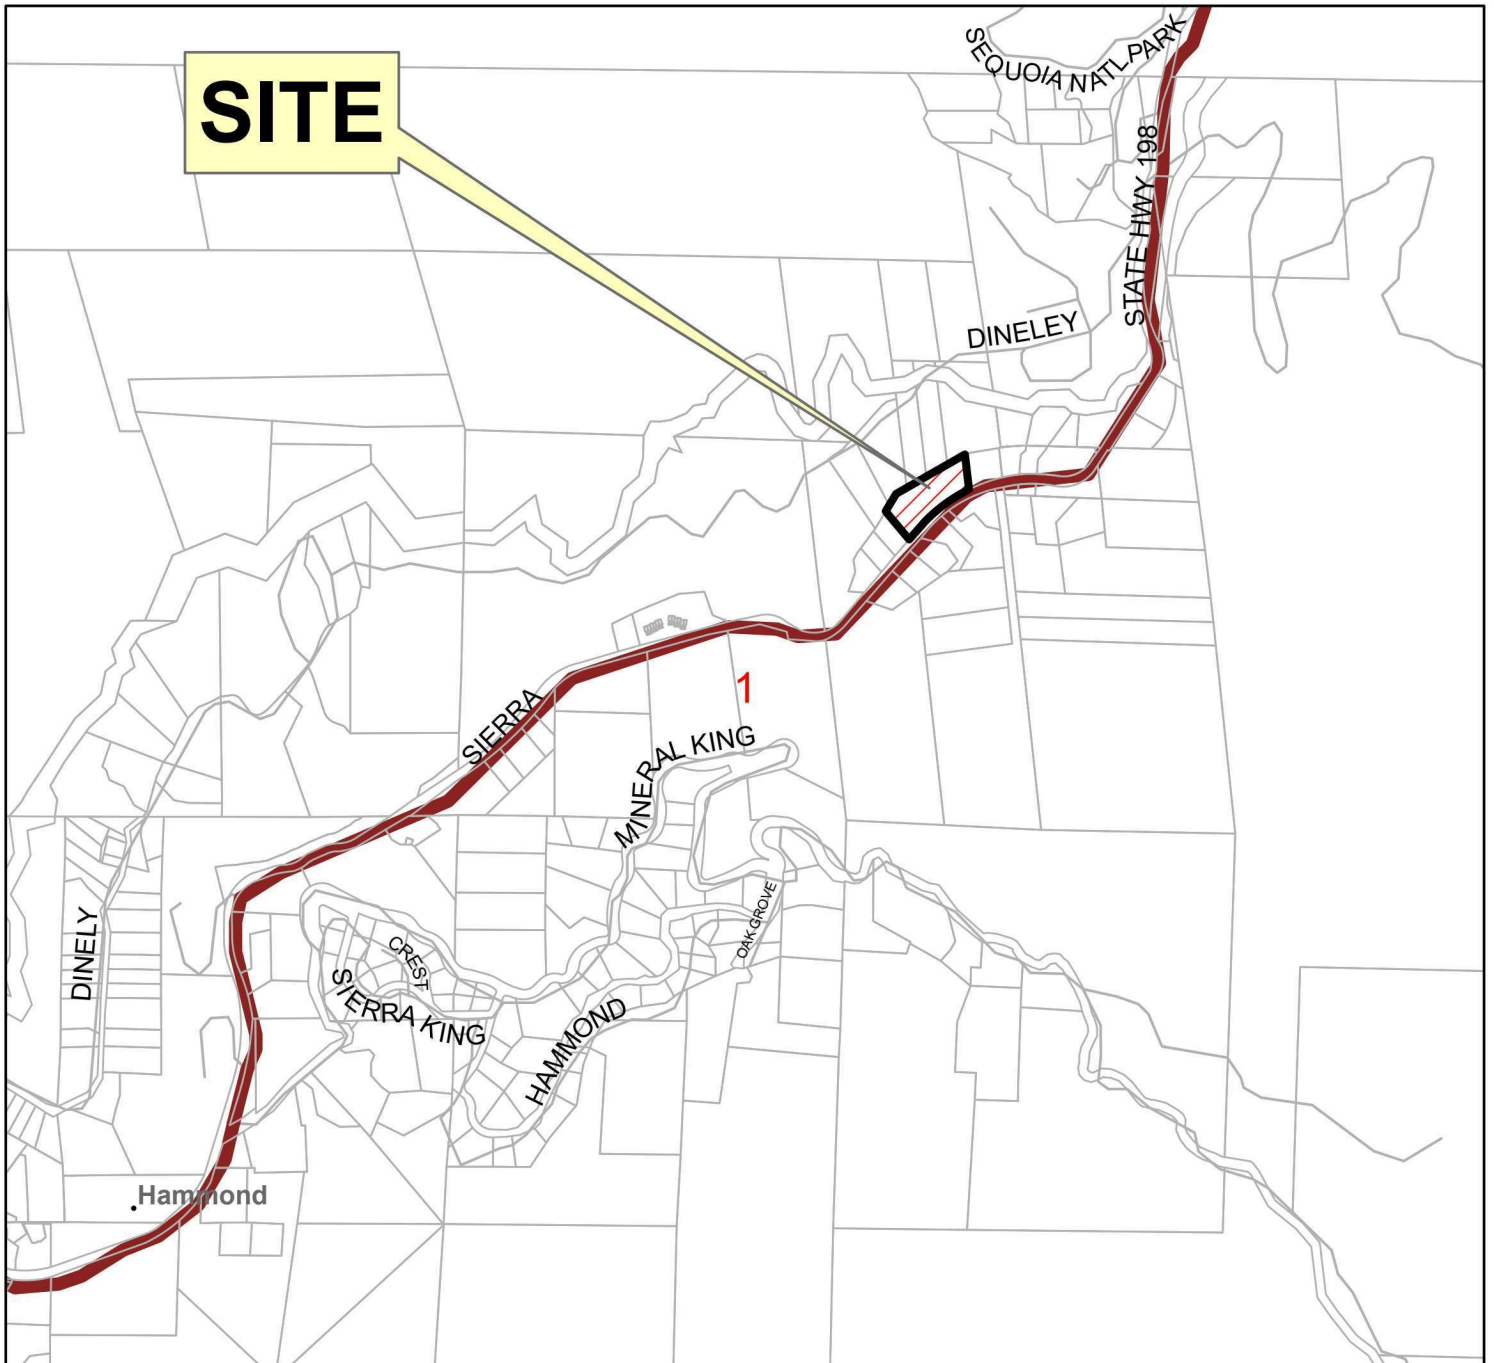 SEQUOIA NATL.PARK
SITE
STATE HWY 198
DINELEY
1
SIERRA
MINERAL KING
OAK GROVE
DINELY
CREST
SIERRA KING
HAMMOND
Hammond